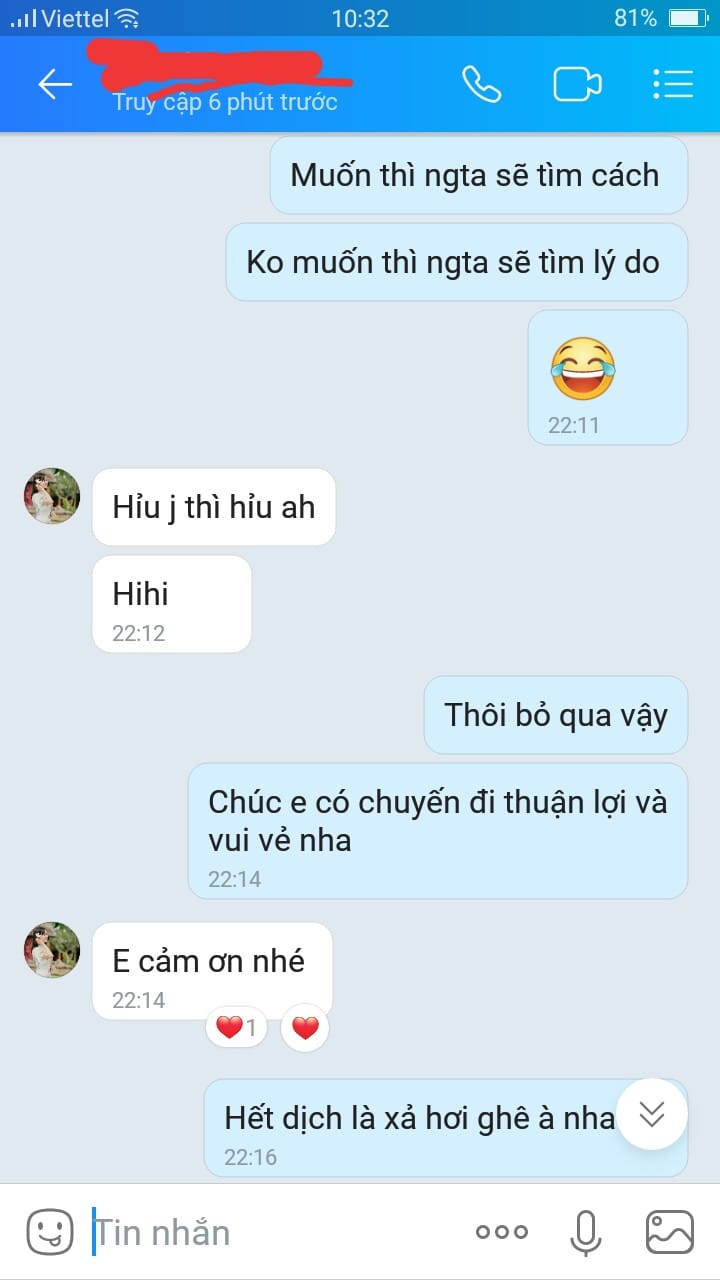 Viettel 10:32 81%
Truy cập 6 phút trước
Muốn thì ngta sẽ tìm cách
Ko muốn thì ngta sẽ tìm lý do
22:11
Hỉu j thì hỉu ah
Hihi
22:12
Thôi bỏ qua vậy
Chúc e có chuyến đi thuận lợi và
vui vẻ nha
22:14
E cảm ơn nhé
22:14
1
Hết dịch là xả hơi ghê à nha
22:16
Tin nhắn